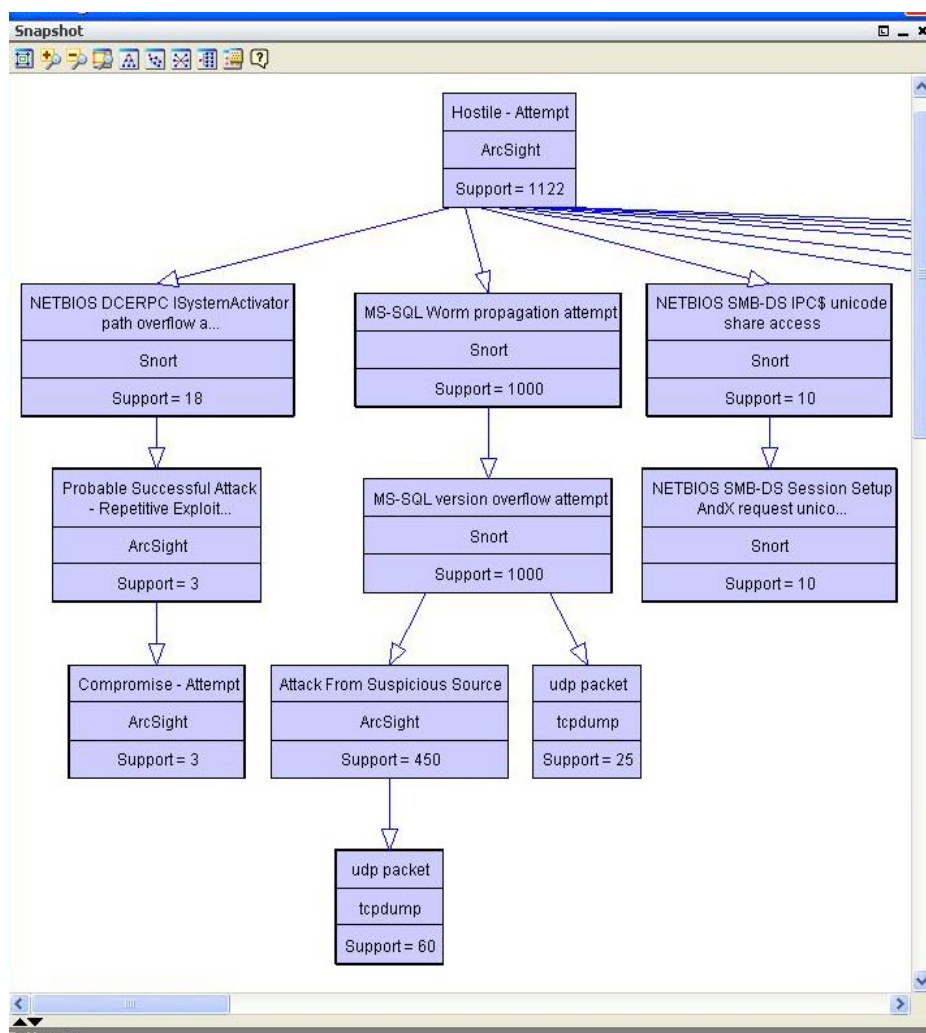 Snapshot
Hostile - Attempt
ArcSight
Support = 1122
NETBIOS DCERPC ISystemActivator
path overflow a...
Snort
Support = 18
MS-SQL Worm propagation attempt
Snort
Support = 1000
NETBIOS SMB-DS IPC$ unicode
share access
Snort
Support = 10
Probable Successful Attack
- Repetitive Exploit...
ArcSight
Support = 3
MS-SQL version overflow attempt
Snort
Support = 1000
NETBIOS SMB-DS Session Setup
AndX request unico...
Snort
Support = 10
Compromise - Attempt
ArcSight
Support = 3
Attack From Suspicious Source
ArcSight
Support = 450
udp packet
tcpdump
Support = 25
udp packet
tcpdump
Support = 60